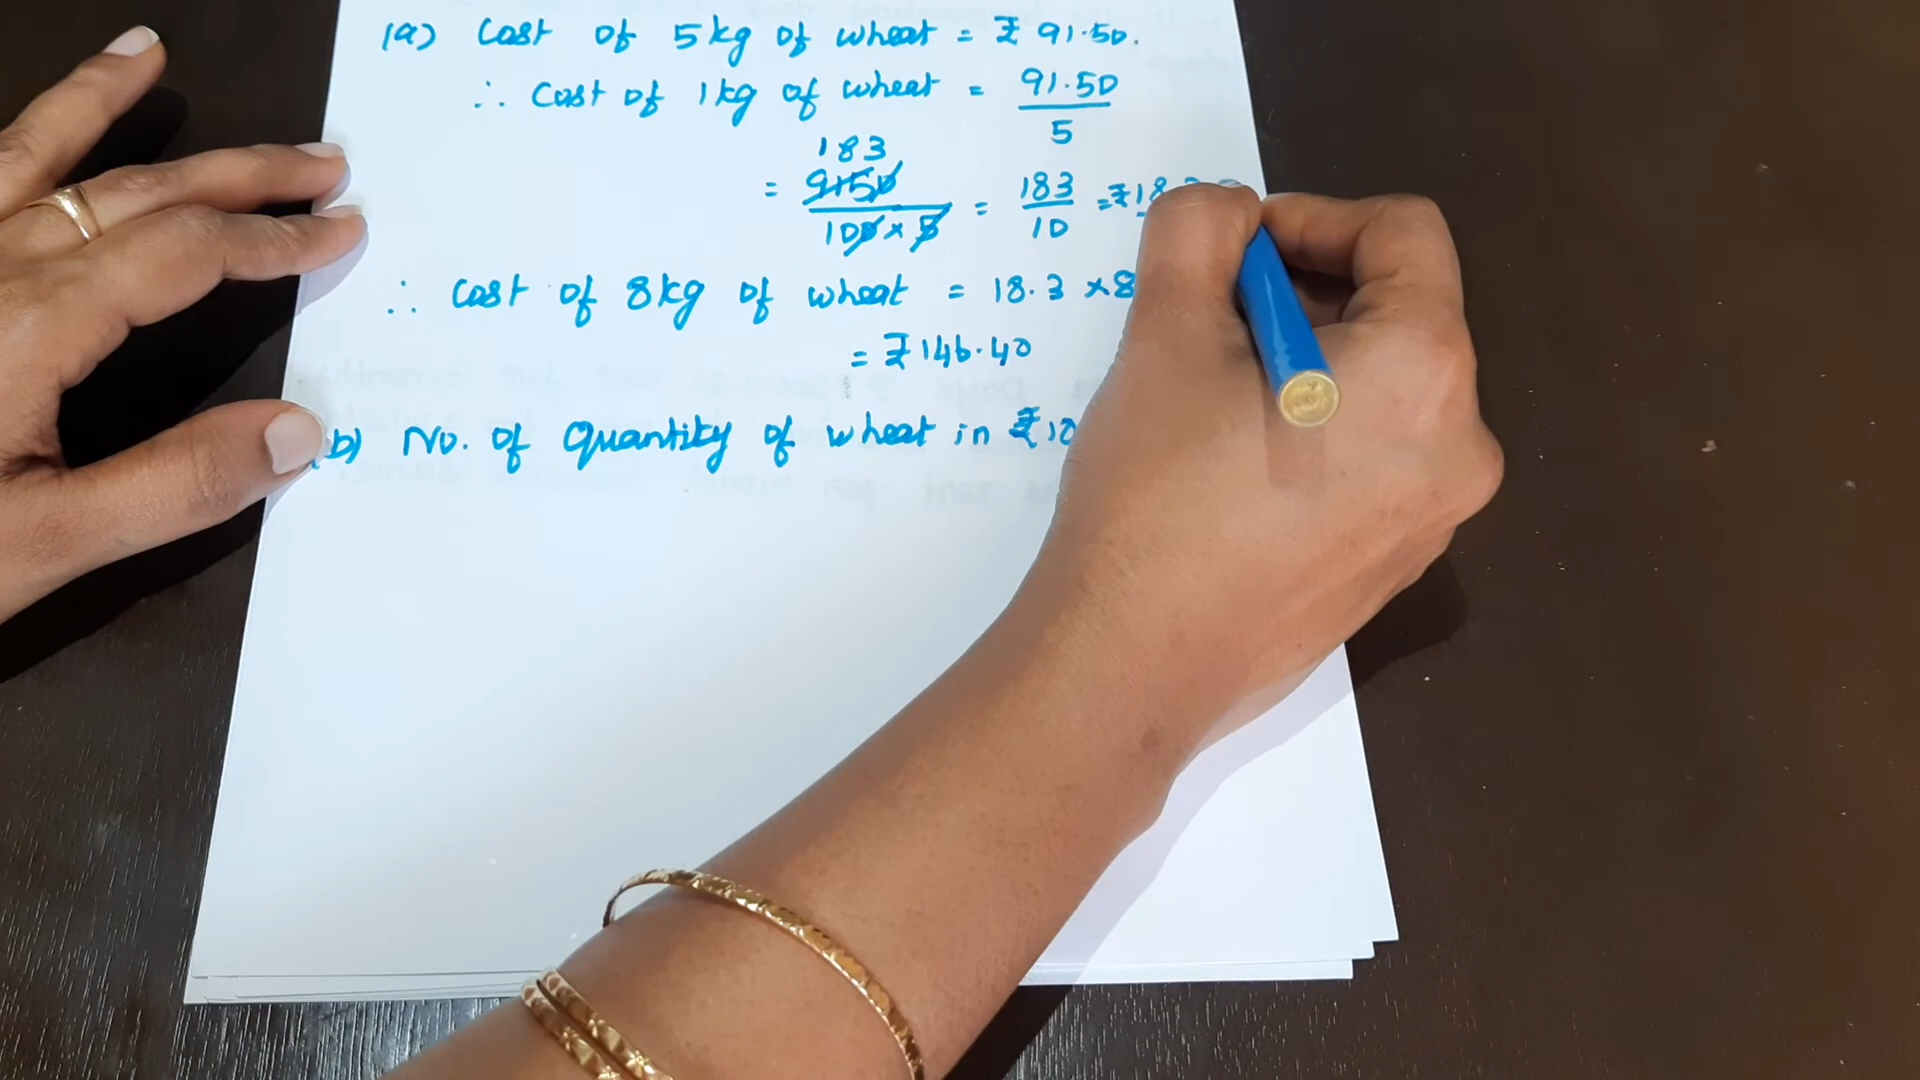 (a) Cost of 5kg of wheat = ₹ 91.50.
∴ Cost of 1kg of wheat = 91.50
5
183
= 9150 = 183 = ₹18.3
100 × 5 10
∴ Cost of 8kg of wheat = 18.3 × 8
= ₹ 146.40
(b) No. of Quantity of wheat in ₹